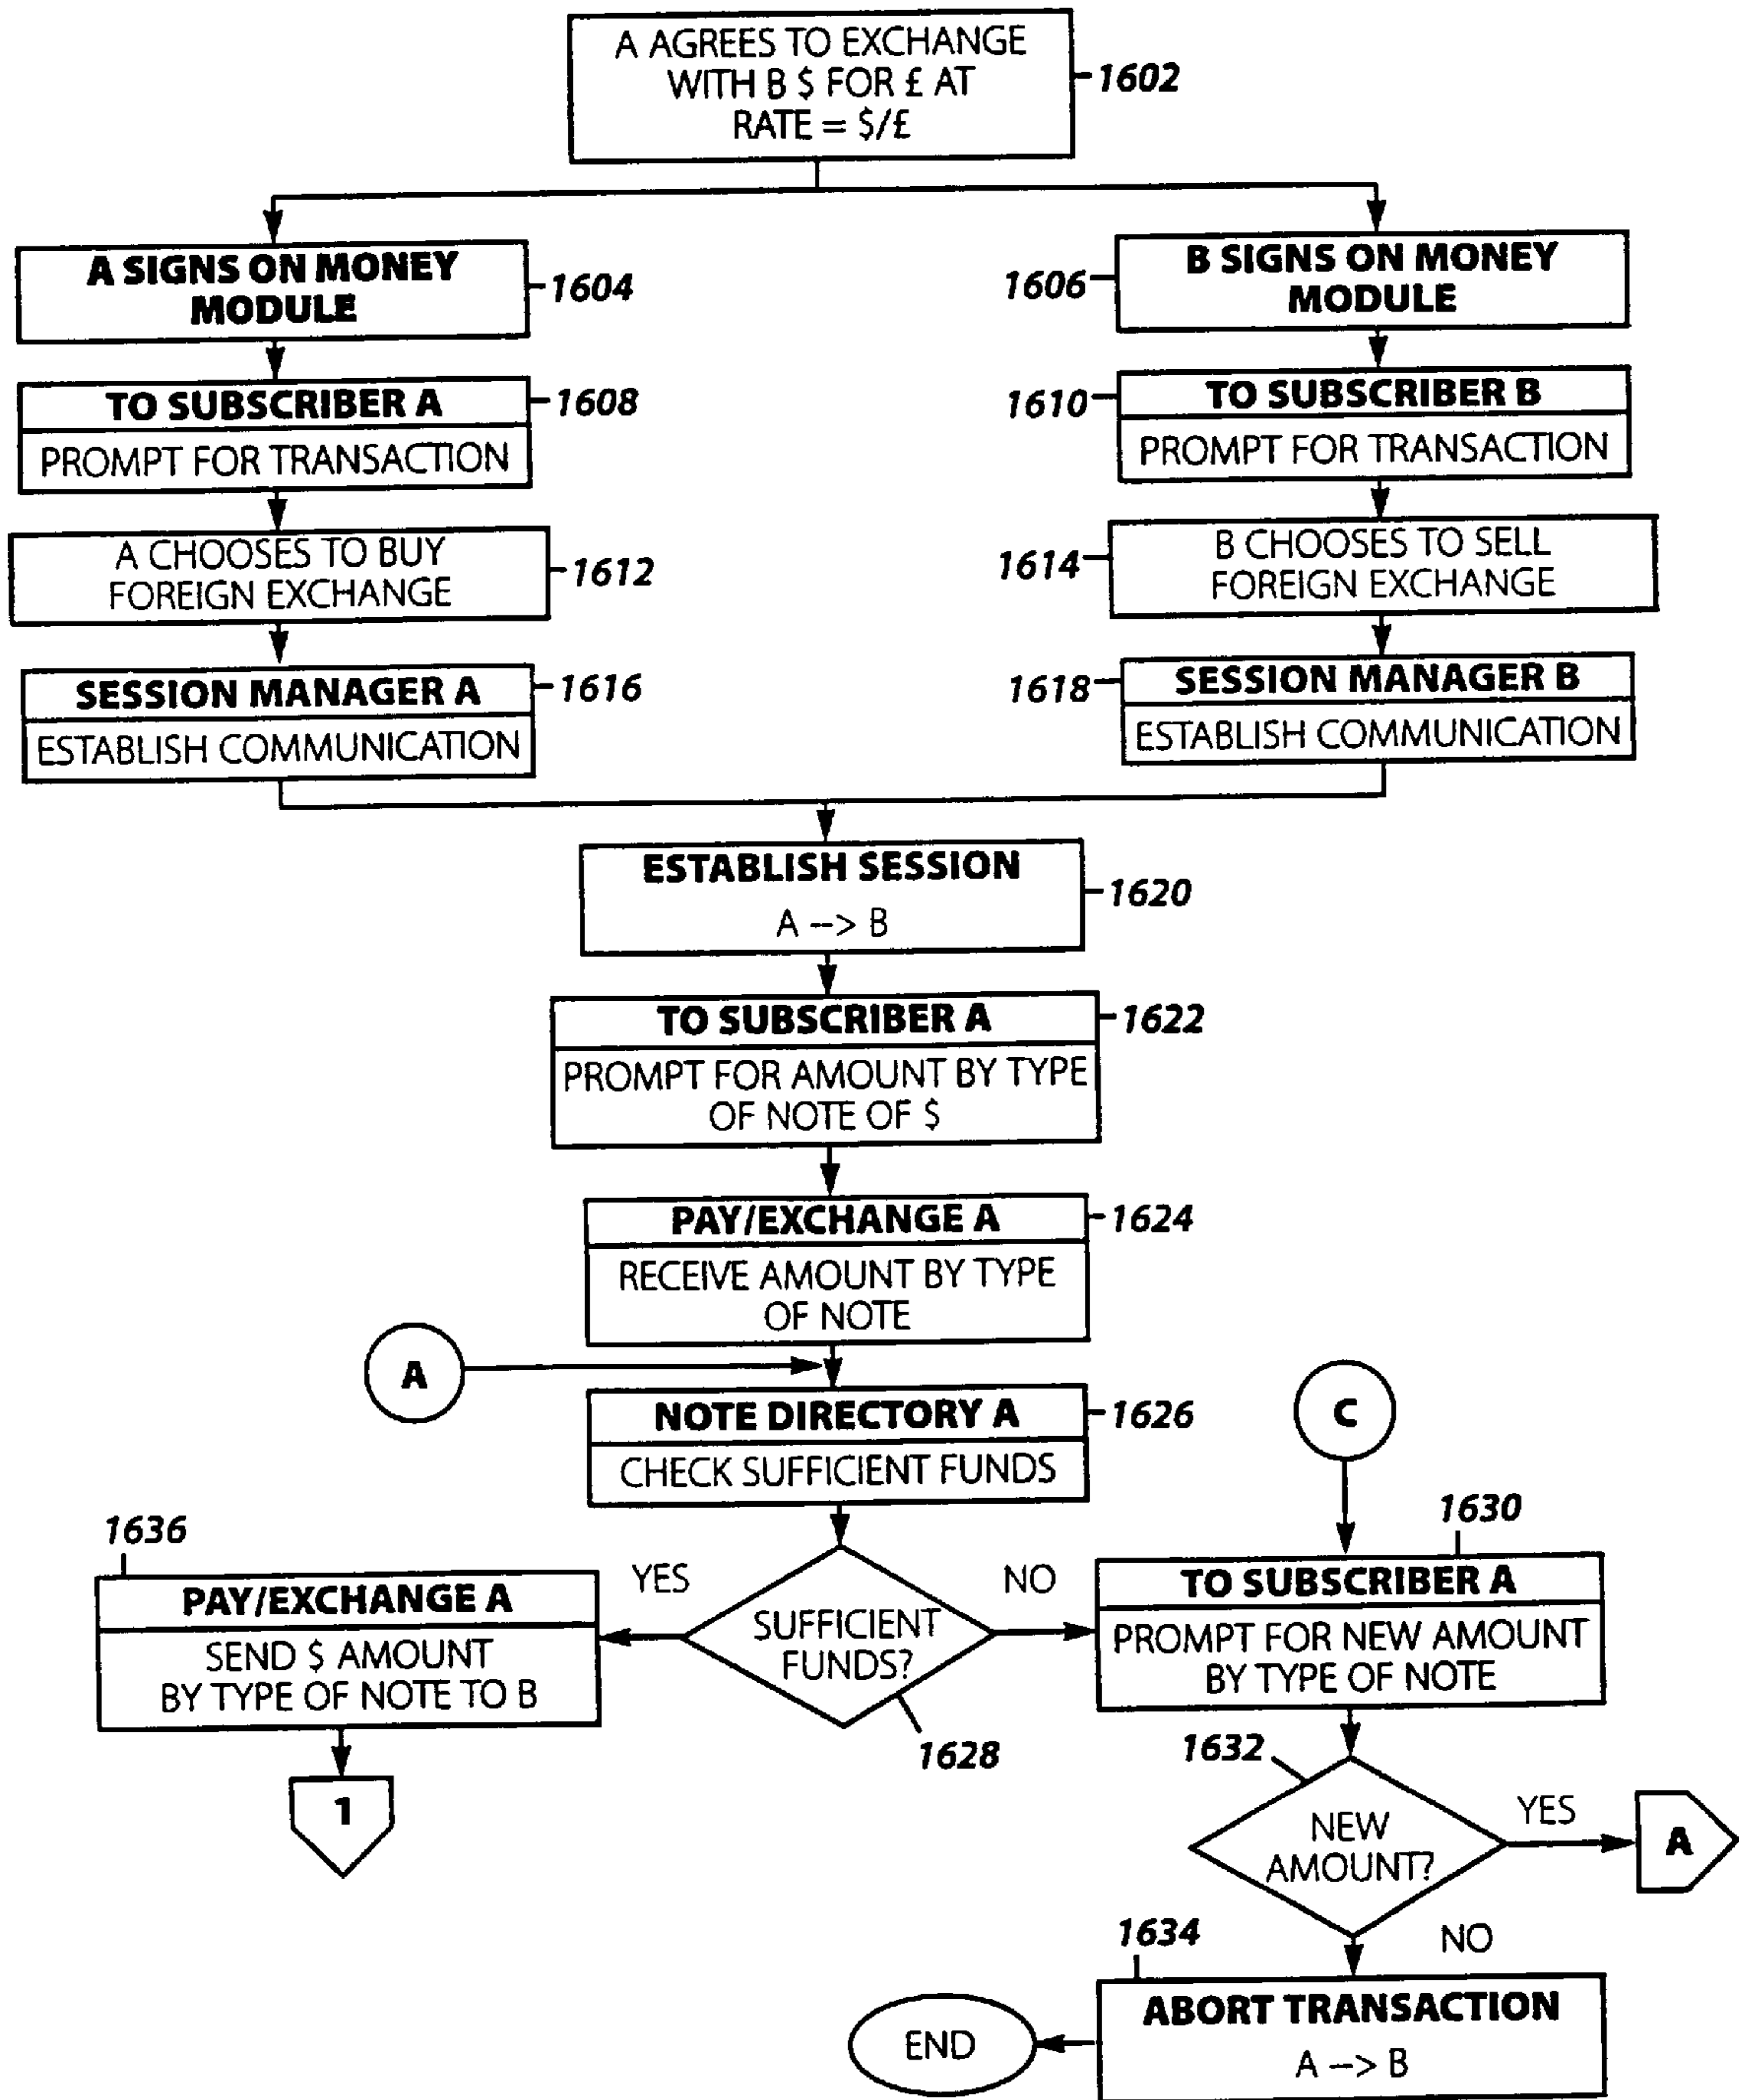 A AGREES TO EXCHANGE
WITH B $ FOR £ AT
RATE = $/£
1602
A SIGNS ON MONEY
MODULE
1604
B SIGNS ON MONEY
MODULE
1606
TO SUBSCRIBER A
1608
PROMPT FOR TRANSACTION
TO SUBSCRIBER B
1610
PROMPT FOR TRANSACTION
A CHOOSES TO BUY
FOREIGN EXCHANGE
1612
B CHOOSES TO SELL
FOREIGN EXCHANGE
1614
SESSION MANAGER A
1616
ESTABLISH COMMUNICATION
SESSION MANAGER B
1618
ESTABLISH COMMUNICATION
ESTABLISH SESSION
A --> B
1620
TO SUBSCRIBER A
1622
PROMPT FOR AMOUNT BY TYPE
OF NOTE OF $
PAY/EXCHANGE A
1624
RECEIVE AMOUNT BY TYPE
OF NOTE
A
NOTE DIRECTORY A
1626
CHECK SUFFICIENT FUNDS
C
1636
PAY/EXCHANGE A
SEND $ AMOUNT
BY TYPE OF NOTE TO B
YES
SUFFICIENT
FUNDS?
NO
1628
1630
TO SUBSCRIBER A
PROMPT FOR NEW AMOUNT
BY TYPE OF NOTE
1
1632
NEW
AMOUNT?
YES
A
NO
1634
ABORT TRANSACTION
A --> B
END